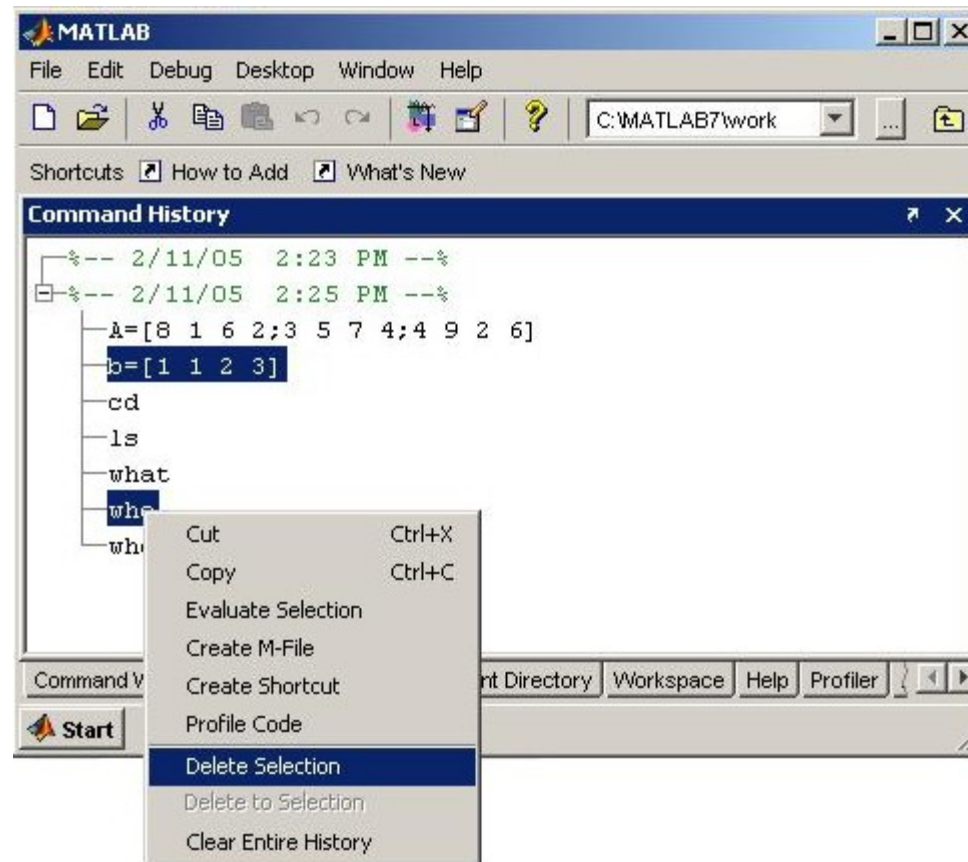 MATLAB
File Edit Debug Desktop Window Help
C:\MATLAB7\work ...
Shortcuts How to Add What's New
Command History
%-- 2/11/05 2:23 PM --%
%-- 2/11/05 2:25 PM --%
A=[8 1 6 2;3 5 7 4;4 9 2 6]
b=[1 1 2 3]
cd
ls
what
who
Cut Ctrl+X
Copy Ctrl+C
Evaluate Selection
Create M-File
Create Shortcut
Profile Code
Delete Selection
Delete to Selection
Clear Entire History
Command Directory Workspace Help Profiler
Start